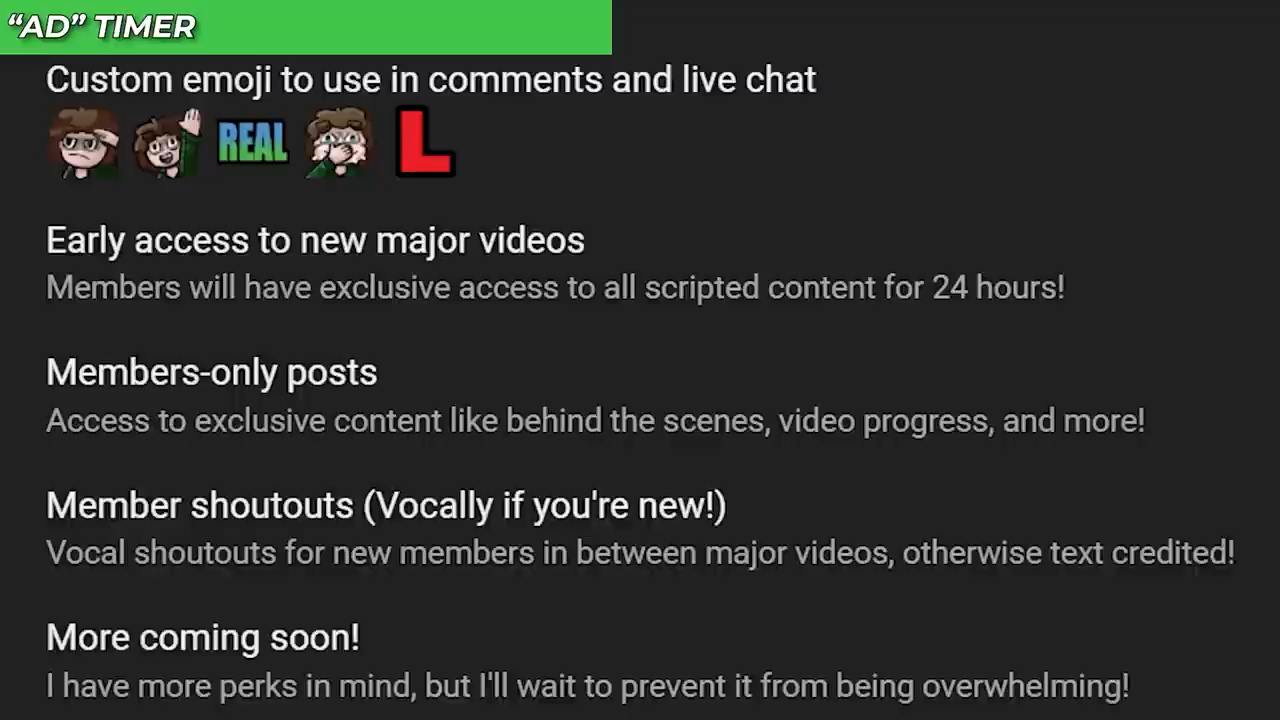 “AD” TIMER
Custom emoji to use in comments and live chat
REAL L
Early access to new major videos
Members will have exclusive access to all scripted content for 24 hours!
Members-only posts
Access to exclusive content like behind the scenes, video progress, and more!
Member shoutouts (Vocally if you're new!)
Vocal shoutouts for new members in between major videos, otherwise text credited!
More coming soon!
I have more perks in mind, but I'll wait to prevent it from being overwhelming!